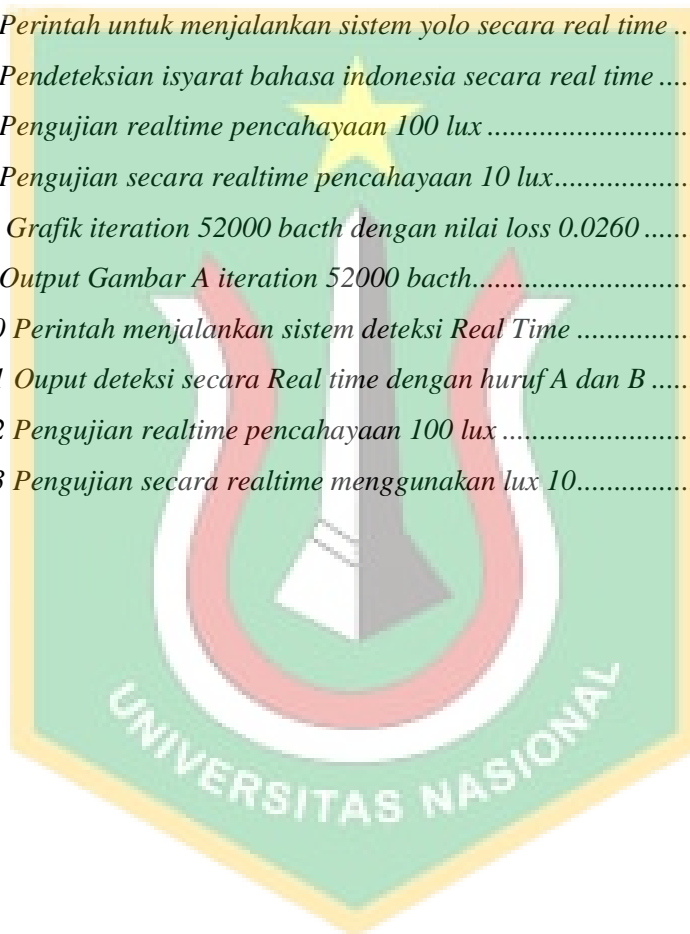 Perintah untuk menjalankan sistem yolo secara real time ..
Pendeteksian isyarat bahasa indonesia secara real time ....
Pengujian realtime pencahayaan 100 lux .............................
Pengujian secara realtime pencahayaan 10 lux...................
Grafik iteration 52000 bacth dengan nilai loss 0.0260 ......
Output Gambar A iteration 52000 bacth..............................
0 Perintah menjalankan sistem deteksi Real Time ................
1 Ouput deteksi secara Real time dengan huruf A dan B .....
2 Pengujian realtime pencahayaan 100 lux ..........................
3 Pengujian secara realtime menggunakan lux 10................
UNIVERSITAS NASIONAL